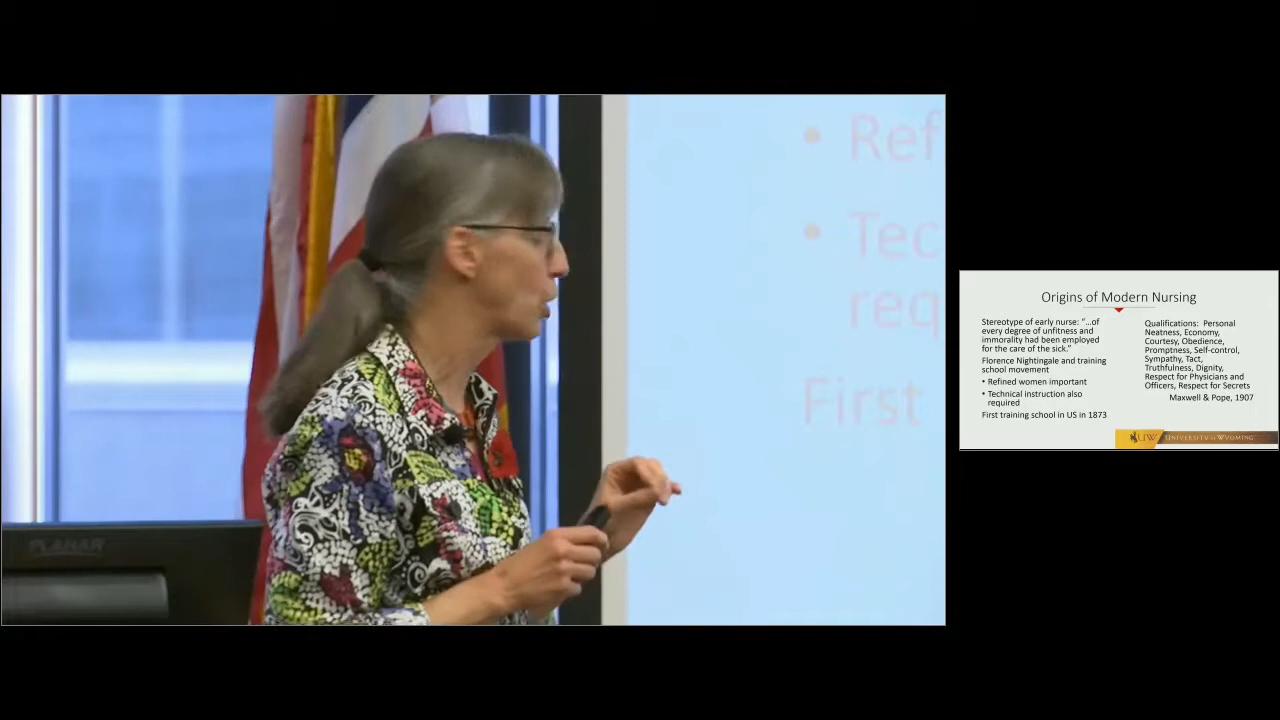 PLANAR
• Ref
• Tec
req
First
Origins of Modern Nursing
Stereotype of early nurse: “…of
every degree of unfitness and
immorality had been employed
for the care of the sick.”
Florence Nightingale and training
school movement
• Refined women important
• Technical instruction also
required
First training school in US in 1873
Qualifications: Personal
Neatness, Economy,
Courtesy, Obedience,
Promptness, Self-control,
Sympathy, Tact,
Truthfulness, Dignity,
Respect for Physicians and
Officers, Respect for Secrets
Maxwell & Pope, 1907
UW UNIVERSITY OF WYOMING